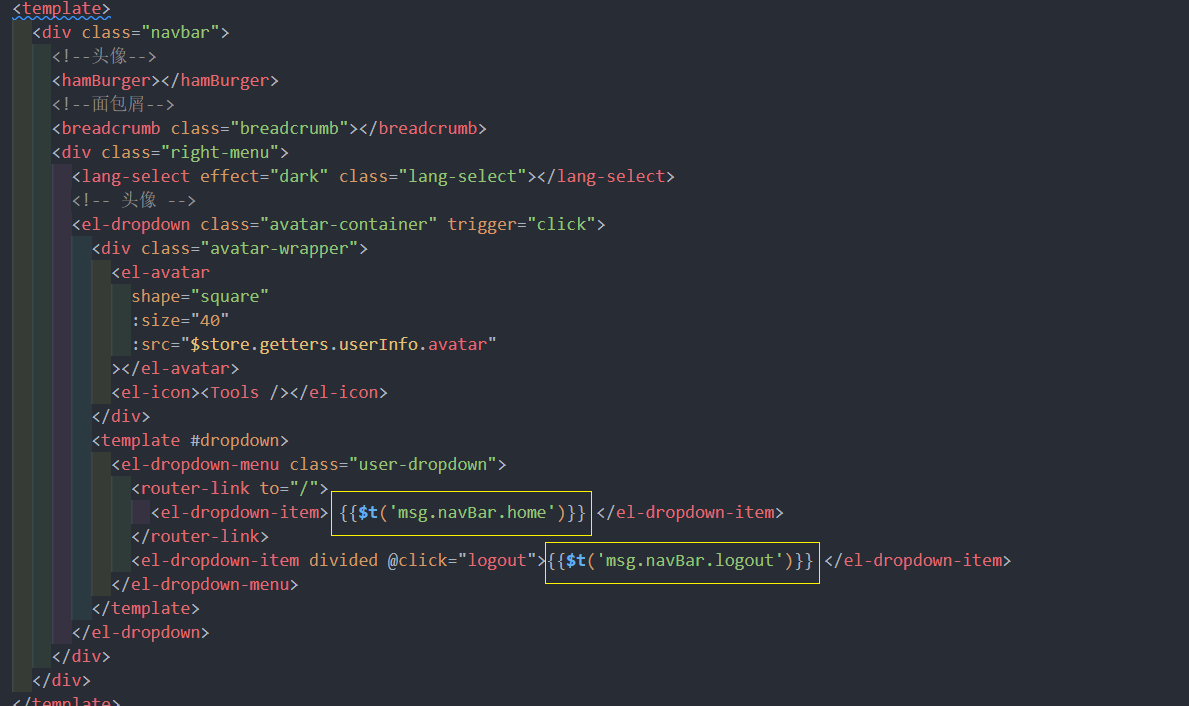 <template>
<div class="navbar">
<!--头像-->
<hamBurger></hamBurger>
<!--面包屑-->
<breadcrumb class="breadcrumb"></breadcrumb>
<div class="right-menu">
<lang-select effect="dark" class="lang-select"></lang-select>
<!-- 头像 -->
<el-dropdown class="avatar-container" trigger="click">
<div class="avatar-wrapper">
<el-avatar
shape="square"
:size="40"
:src="$store.getters.userInfo.avatar"
></el-avatar>
<el-icon><Tools /></el-icon>
</div>
<template #dropdown>
<el-dropdown-menu class="user-dropdown">
<router-link to="/">
<el-dropdown-item> {{$t('msg.navBar.home')}} </el-dropdown-item>
</router-link>
<el-dropdown-item divided @click="logout">{{$t('msg.navBar.logout')}} </el-dropdown-item>
</el-dropdown-menu>
</template>
</el-dropdown>
</div>
</div>
</template>